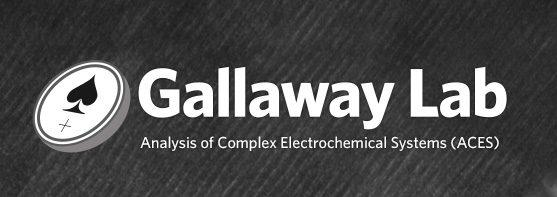 Gallaway Lab
Analysis of Complex Electrochemical Systems (ACES)